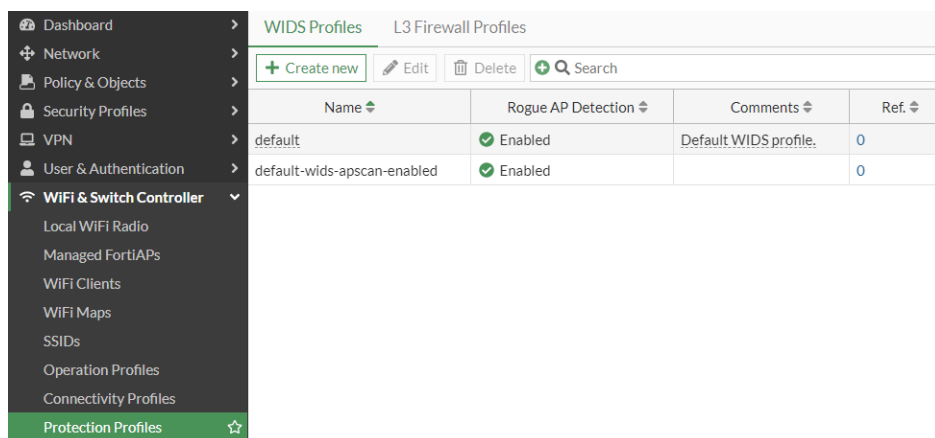 Dashboard
Network
Policy & Objects
Security Profiles
VPN
User & Authentication
WiFi & Switch Controller
Local WiFi Radio
Managed FortiAPs
WiFi Clients
WiFi Maps
SSIDs
Operation Profiles
Connectivity Profiles
Protection Profiles
WIDS Profiles L3 Firewall Profiles
Create new Edit Delete Search
Name Rogue AP Detection Comments Ref.
default Enabled Default WIDS profile. 0
default-wids-apscan-enabled Enabled 0